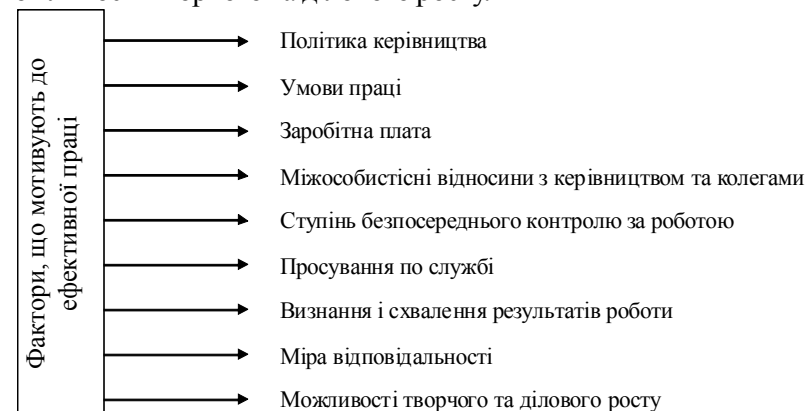 Фактори, що мотивують до
ефективної праці
Політика керівництва
Умови праці
Заробітна плата
Міжособистісні відносини з керівництвом та колегами
Ступінь безпосереднього контролю за роботою
Просування по службі
Визнання і схвалення результатів роботи
Міра відповідальності
Можливості творчого та ділового росту